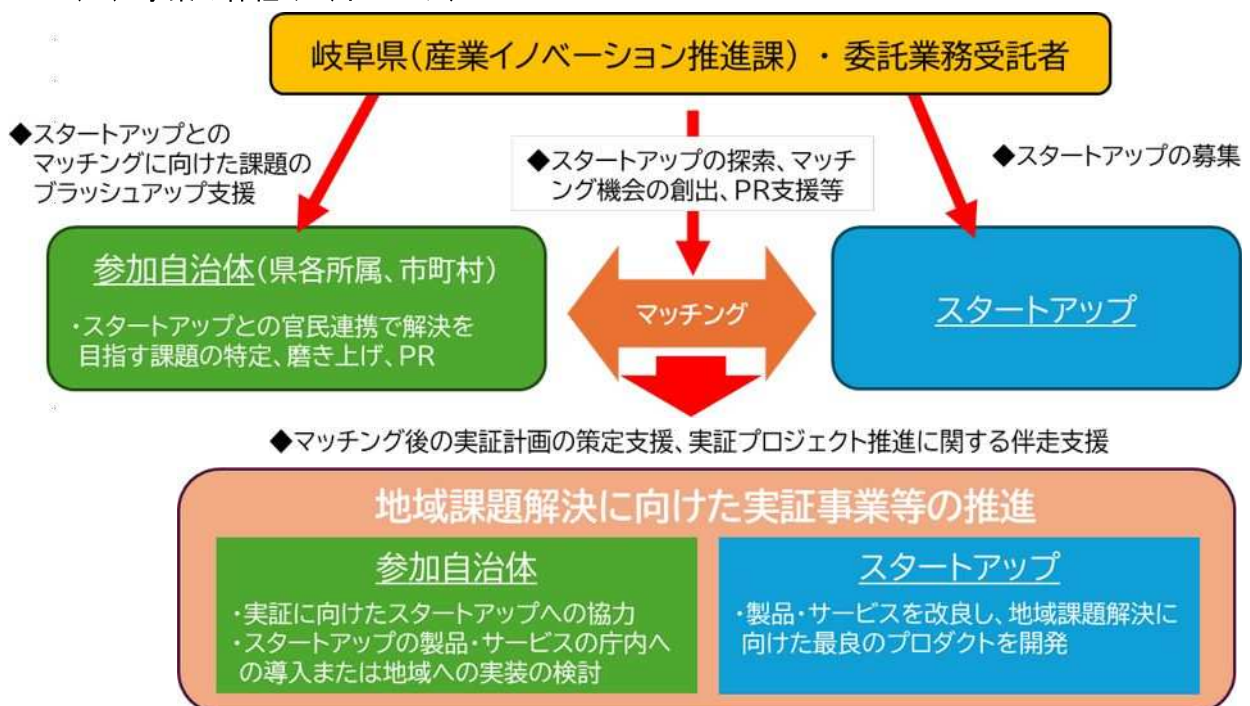 岐阜県(産業イノベーション推進課)・委託業務受託者
◆スタートアップとの
マッチングに向けた課題の
ブラッシュアップ支援
◆スタートアップの探索、マッチ
ング機会の創出、PR支援等
◆スタートアップの募集
参加自治体(県各所属、市町村)
・スタートアップとの官民連携で解決を
目指す課題の特定、磨き上げ、PR
マッチング
スタートアップ
◆マッチング後の実証計画の策定支援、実証プロジェクト推進に関する伴走支援
地域課題解決に向けた実証事業等の推進
参加自治体
・実証に向けたスタートアップへの協力
・スタートアップの製品・サービスの庁内へ
の導入または地域への実装の検討
スタートアップ
・製品・サービスを改良し、地域課題解決に
向けた最良のプロダクトを開発